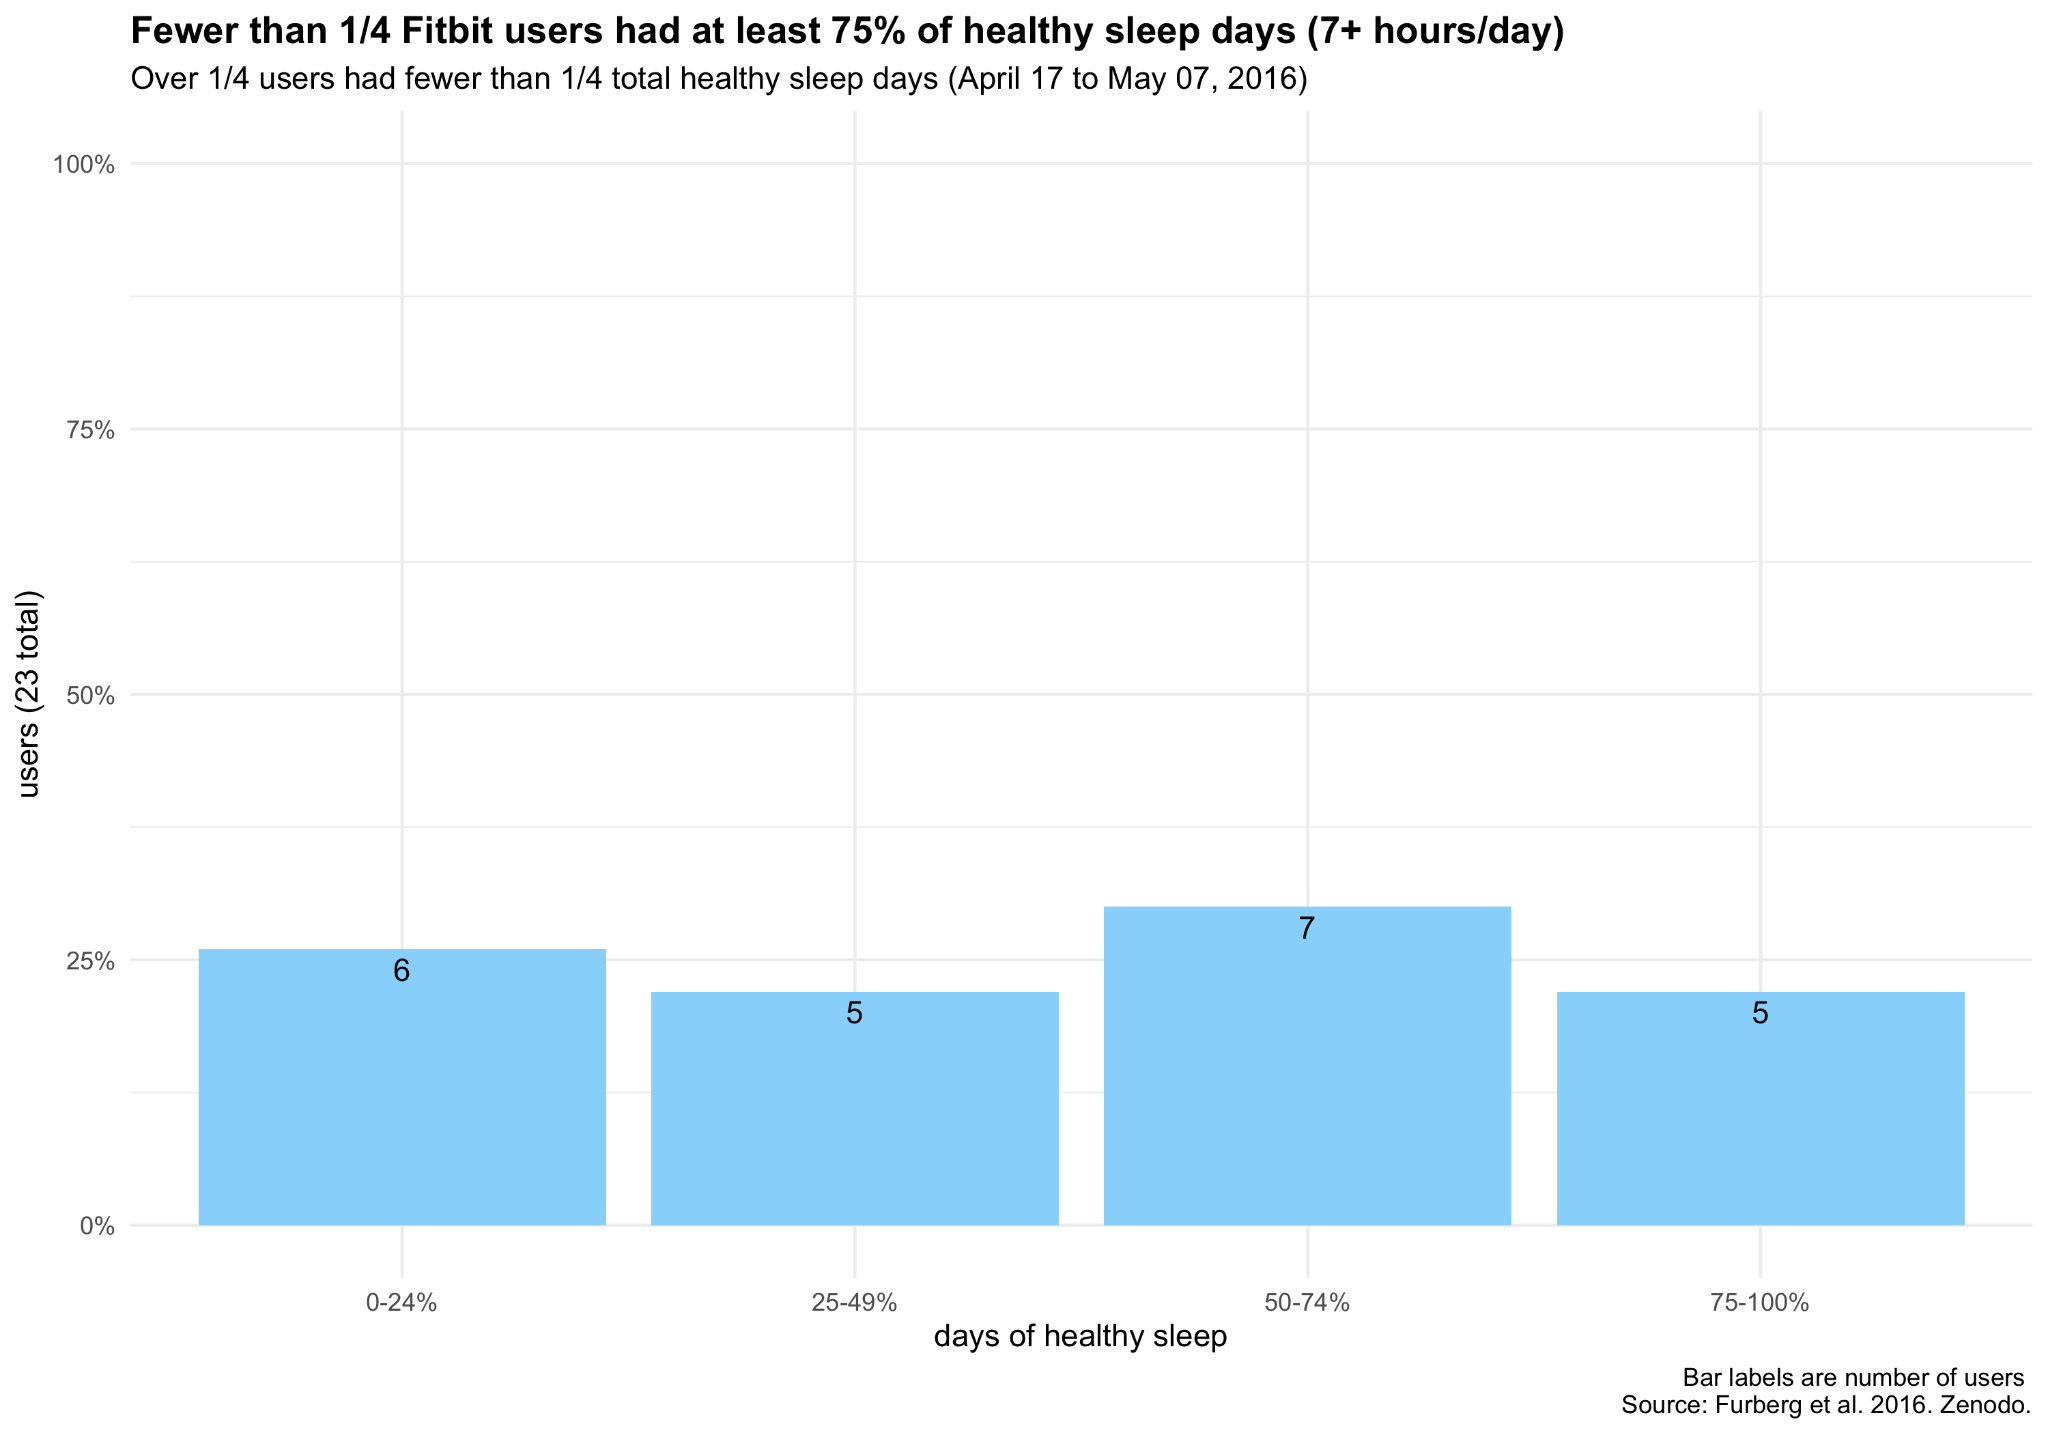 Fewer than 1/4 Fitbit users had at least 75% of healthy sleep days (7+ hours/day)
Over 1/4 users had fewer than 1/4 total healthy sleep days (April 17 to May 07, 2016)
100%
75%
50%
25%
0%
users (23 total)
6
5
7
5
0-24%
25-49%
50-74%
75-100%
days of healthy sleep
Bar labels are number of users
Source: Furberg et al. 2016. Zenodo.